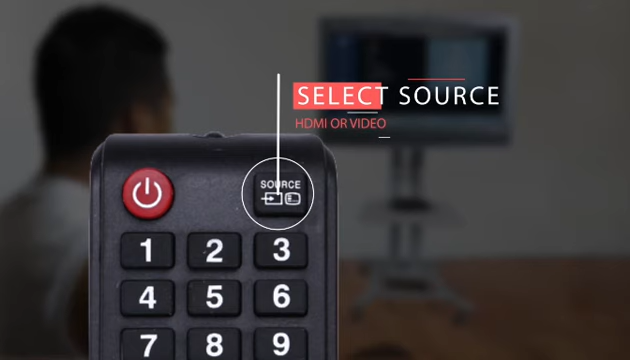 SELECT SOURCE
HDMI OR VIDEO
SOURCE
1 2 3
4 5 6
7 8 9